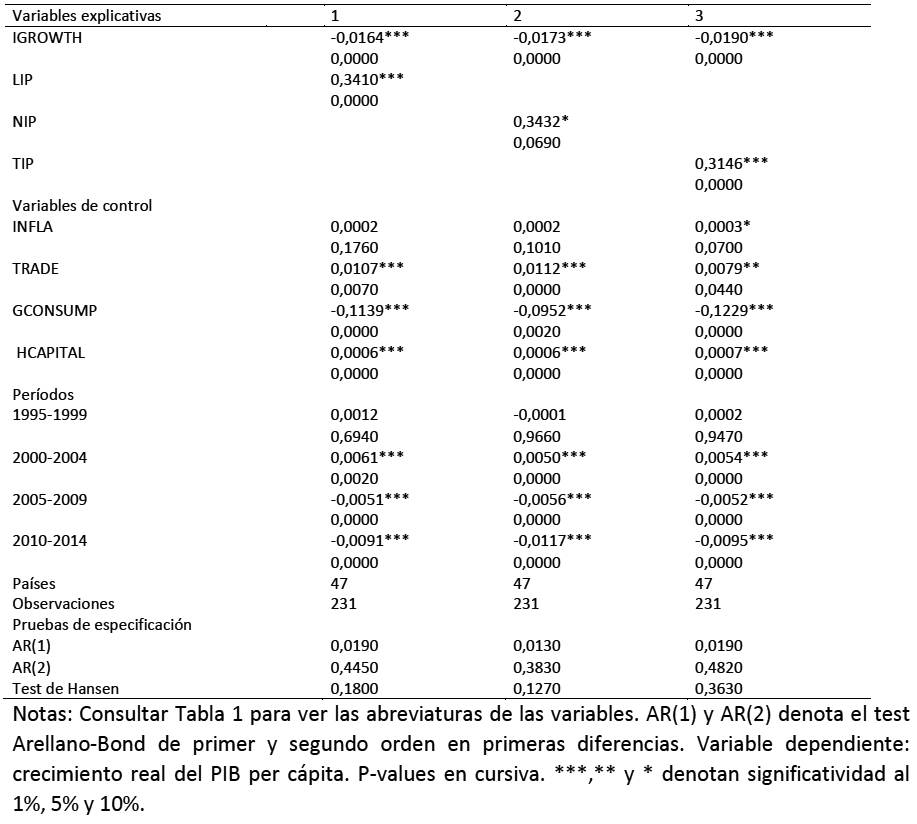 Variables explicativas 1 2 3
IGROWTH -0,0164*** -0,0173*** -0,0190***
0,0000 0,0000 0,0000
LIP 0,3410***
0,0000
NIP 0,3432*
0,0690
TIP 0,3146***
0,0000
Variables de control
INFLA 0,0002 0,0002 0,0003*
0,1760 0,1010 0,0700
TRADE 0,0107*** 0,0112*** 0,0079**
0,0070 0,0000 0,0440
GCONSUMP -0,1139*** -0,0952*** -0,1229***
0,0000 0,0020 0,0000
HCAPITAL 0,0006*** 0,0006*** 0,0007***
0,0000 0,0000 0,0000
Períodos
1995-1999 0,0012 -0,0001 0,0002
0,6940 0,9660 0,9470
2000-2004 0,0061*** 0,0050*** 0,0054***
0,0020 0,0000 0,0000
2005-2009 -0,0051*** -0,0056*** -0,0052***
0,0000 0,0000 0,0000
2010-2014 -0,0091*** -0,0117*** -0,0095***
0,0000 0,0000 0,0000
Países 47 47 47
Observaciones 231 231 231
Pruebas de especificación
AR(1) 0,0190 0,0130 0,0190
AR(2) 0,4450 0,3830 0,4820
Test de Hansen 0,1800 0,1270 0,3630
Notas: Consultar Tabla 1 para ver las abreviaturas de las variables. AR(1) y AR(2) denota el test
Arellano-Bond de primer y segundo orden en primeras diferencias. Variable dependiente:
crecimiento real del PIB per cápita. P-values en cursiva. ***,** y * denotan significatividad al
1%, 5% y 10%.